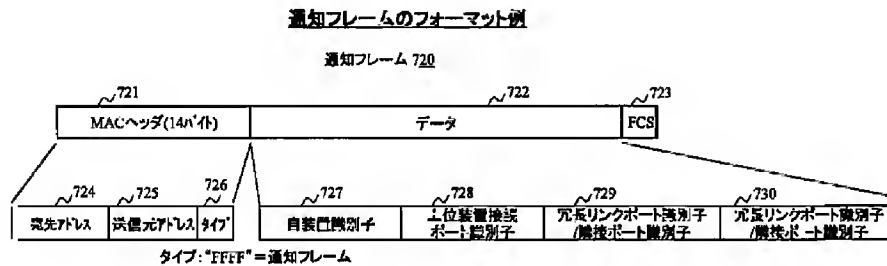 通知フレームのフォーマット例
通知フレーム 720
721
722
723
MACヘッダ(14バイト)
データ
FCS
724
725
726
727
728
729
730
宛先アドレス
送信元アドレス
タイプ
自装置識別子
上位装置接続
ポート識別子
冗長リンクポート識別子
/隣接ポート識別子
冗長リンクポート識別子
/隣接ポート識別子
タイプ:"FFFF"=通知フレーム